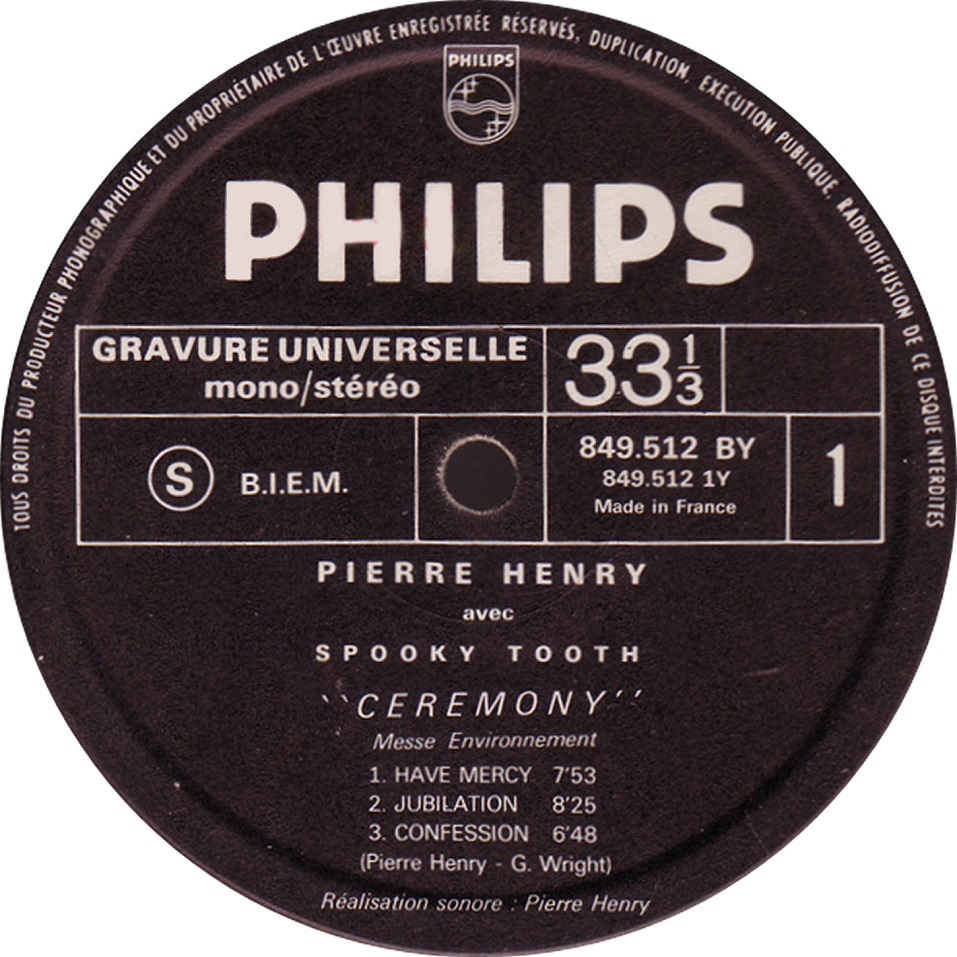 TOUS DROITS DU PRODUCTEUR PHONOGRAPHIQUE ET DU PROPRIÉTAIRE DE L'ŒUVRE ENREGISTRÉE RÉSERVÉS, DUPLICATION, EXÉCUTION PUBLIQUE, RADIODIFFUSION DE CE DISQUE INTERDITES
PHILIPS
PHILIPS
GRAVURE UNIVERSELLE
mono/stéréo
33 1/3
S B.I.E.M.
849.512 BY
849.512 1Y
Made in France
1
PIERRE HENRY
avec
SPOOKY TOOTH
``CEREMONY´´
Messe Environnement
1. HAVE MERCY 7'53
2. JUBILATION 8'25
3. CONFESSION 6'48
(Pierre Henry - G. Wright)
Réalisation sonore : Pierre Henry